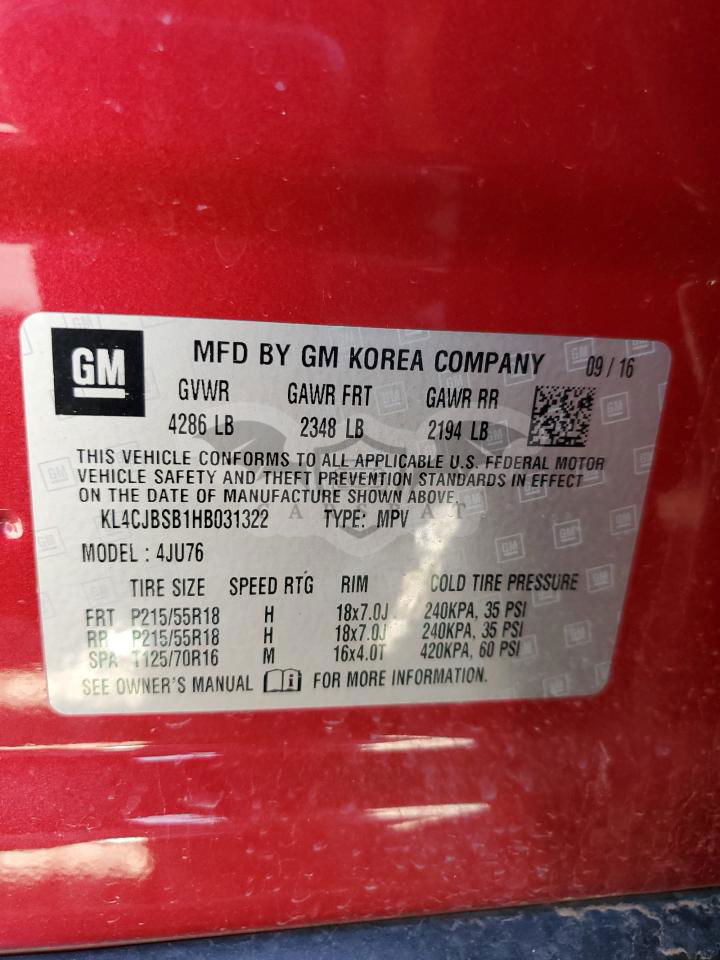 GM MFD BY GM KOREA COMPANY 09 / 16
GVWR GAWR FRT GAWR RR
4286 LB 2348 LB 2194 LB
THIS VEHICLE CONFORMS TO ALL APPLICABLE U.S. FEDERAL MOTOR
VEHICLE SAFETY AND THEFT PREVENTION STANDARDS IN EFFECT
ON THE DATE OF MANUFACTURE SHOWN ABOVE.
KL4CJBSB1HB031322 TYPE: MPV
MODEL : 4JU76
TIRE SIZE SPEED RTG RIM COLD TIRE PRESSURE
FRT P215/55R18 H 18x7.0J 240KPA, 35 PSI
RR P215/55R18 H 18x7.0J 240KPA, 35 PSI
SPA T125/70R16 M 16x4.0T 420KPA, 60 PSI
SEE OWNER'S MANUAL i FOR MORE INFORMATION.